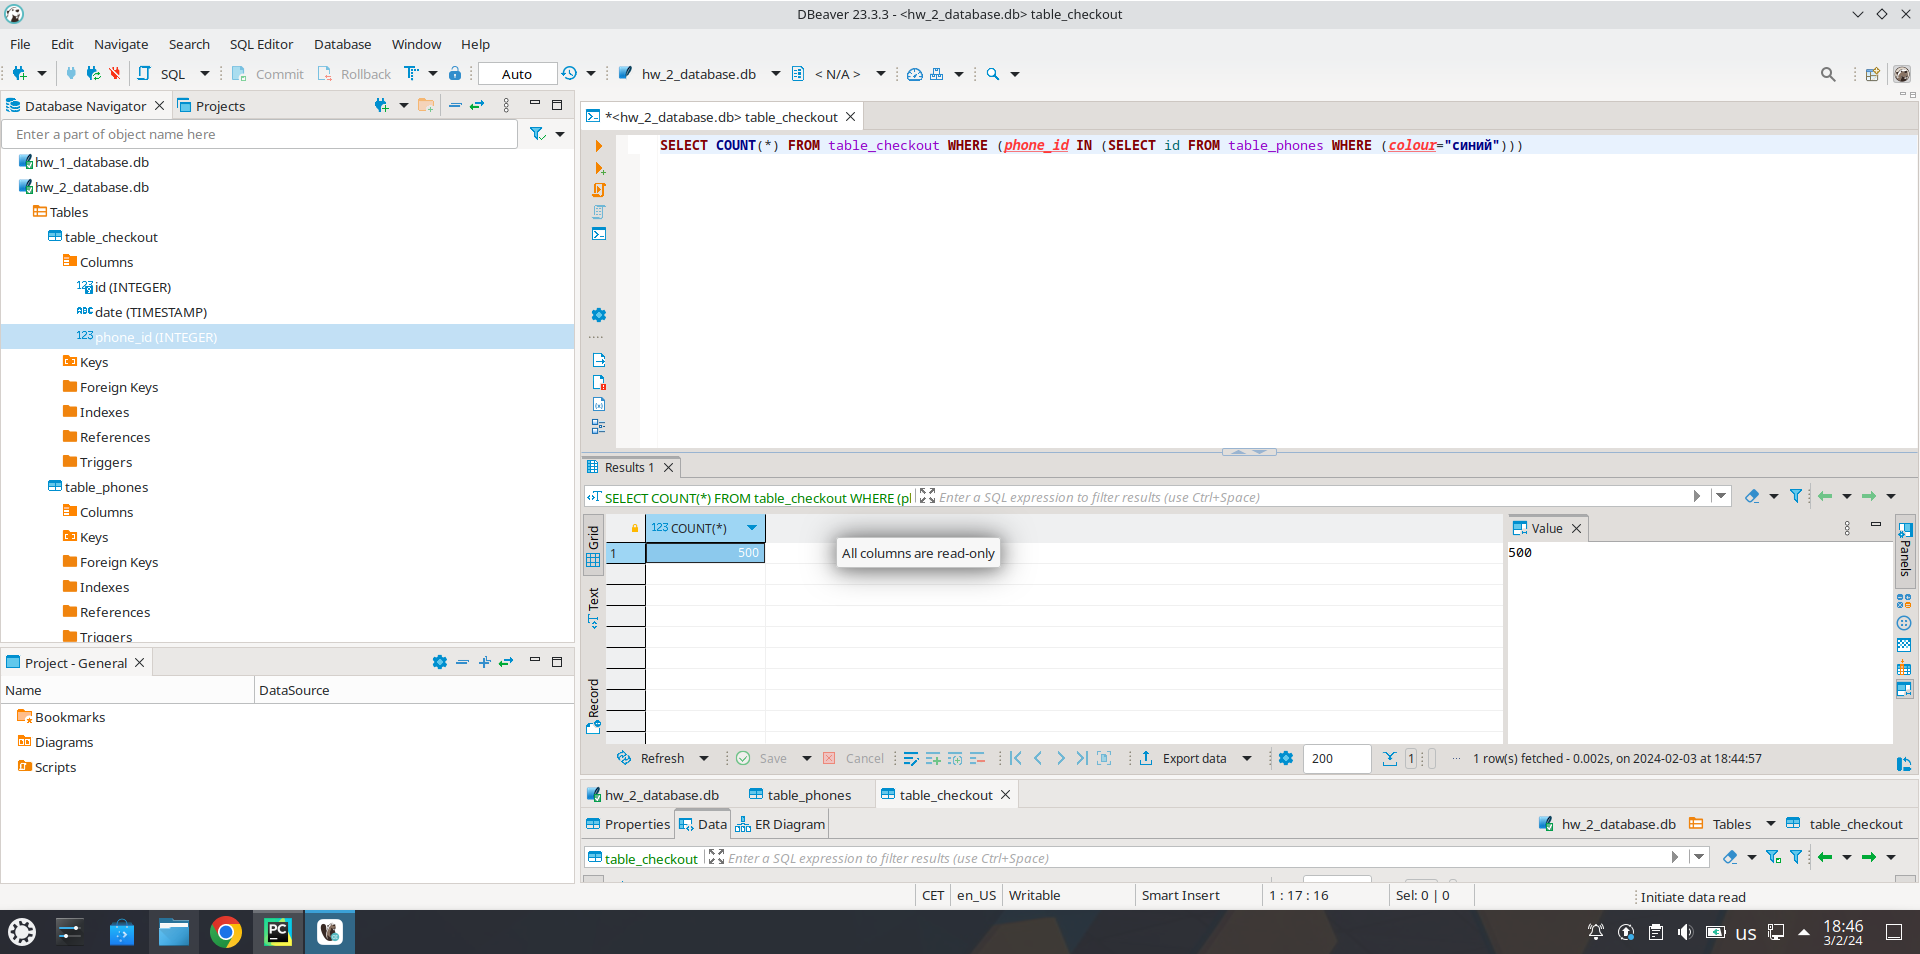 DBeaver 23.3.3 - <hw_2_database.db> table_checkout
File Edit Navigate Search SQL Editor Database Window Help
SQL Commit Rollback Auto hw_2_database.db < N/A >
Database Navigator Projects
Enter a part of object name here
hw_1_database.db
hw_2_database.db
Tables
table_checkout
Columns
id (INTEGER)
date (TIMESTAMP)
phone_id (INTEGER)
Keys
Foreign Keys
Indexes
References
Triggers
table_phones
Columns
Keys
Foreign Keys
Indexes
References
Triggers
Project - General
Name DataSource
Bookmarks
Diagrams
Scripts
*<hw_2_database.db> table_checkout
SELECT COUNT(*) FROM table_checkout WHERE (phone_id IN (SELECT id FROM table_phones WHERE (colour="синий")))
Results 1
SELECT COUNT(*) FROM table_checkout WHERE (pl Enter a SQL expression to filter results (use Ctrl+Space)
Grid
Text
Record
123 COUNT(*)
1 500
All columns are read-only
Value
500
Panels
Refresh Save Cancel Export data 200 1 1 row(s) fetched - 0.002s, on 2024-02-03 at 18:44:57
hw_2_database.db table_phones table_checkout
Properties Data ER Diagram hw_2_database.db Tables table_checkout
table_checkout Enter a SQL expression to filter results (use Ctrl+Space)
CET en_US Writable Smart Insert 1 : 17 : 16 Sel: 0 | 0 Initiate data read
PC us 18:46
3/2/24